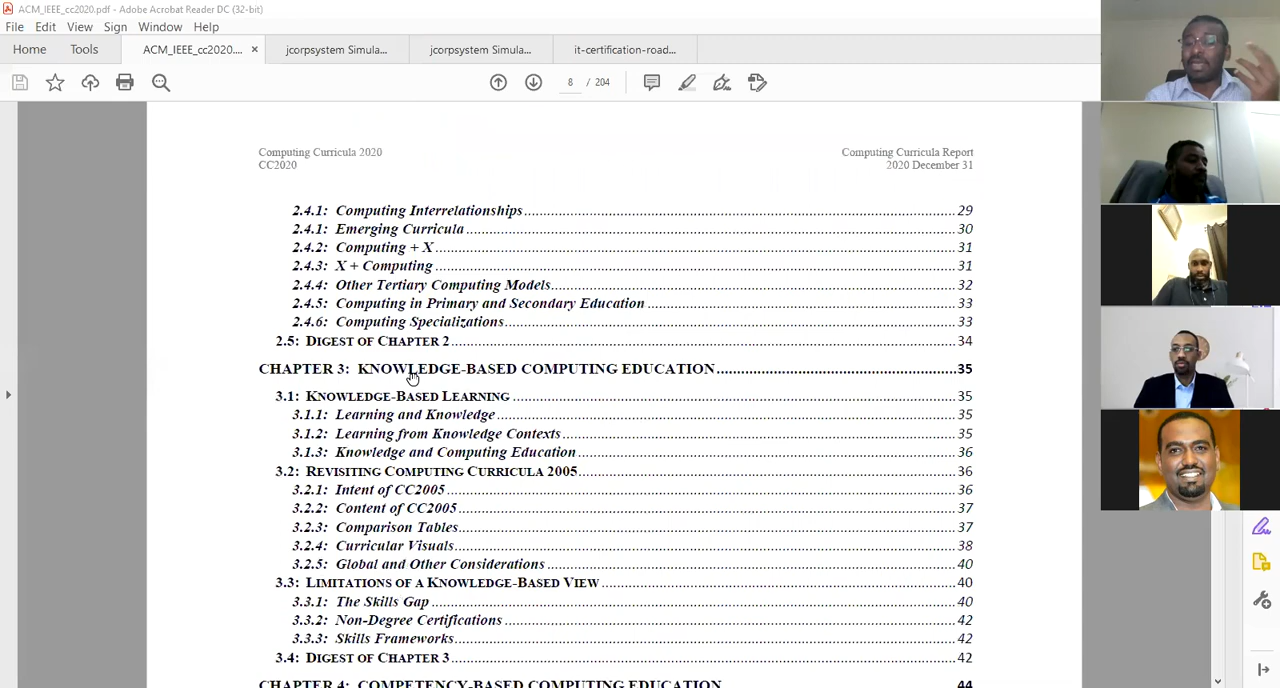 ACM_IEEE_cc2020.pdf - Adobe Acrobat Reader DC (32-bit)
File Edit View Sign Window Help
Home Tools ACM_IEEE_cc2020.... × jcorpsystem Simula... jcorpsystem Simula... it-certification-road...
8 / 204
Computing Curricula 2020 Computing Curricula Report
CC2020 2020 December 31
2.4.1: Computing Interrelationships 29
2.4.1: Emerging Curricula 30
2.4.2: Computing + X 31
2.4.3: X + Computing 31
2.4.4: Other Tertiary Computing Models 32
2.4.5: Computing in Primary and Secondary Education 33
2.4.6: Computing Specializations 33
2.5: DIGEST OF CHAPTER 2 34
CHAPTER 3: KNOWLEDGE-BASED COMPUTING EDUCATION 35
3.1: KNOWLEDGE-BASED LEARNING 35
3.1.1: Learning and Knowledge 35
3.1.2: Learning from Knowledge Contexts 35
3.1.3: Knowledge and Computing Education 36
3.2: REVISITING COMPUTING CURRICULA 2005 36
3.2.1: Intent of CC2005 36
3.2.2: Content of CC2005 37
3.2.3: Comparison Tables 37
3.2.4: Curricular Visuals 38
3.2.5: Global and Other Considerations 40
3.3: LIMITATIONS OF A KNOWLEDGE-BASED VIEW 40
3.3.1: The Skills Gap 40
3.3.2: Non-Degree Certifications 42
3.3.3: Skills Frameworks 42
3.4: DIGEST OF CHAPTER 3 42
CHAPTER 4: COMPETENCY-BASED COMPUTING EDUCATION 44